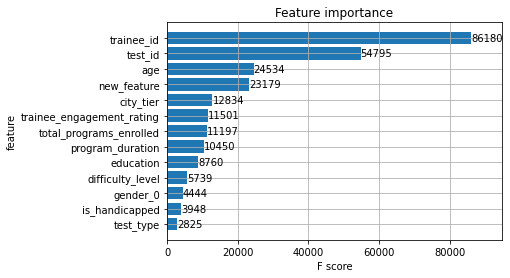 Feature importance
trainee_id 86180
test_id 54795
age 24534
new_feature 23179
city_tier 12834
trainee_engagement_rating 11501
total_programs_enrolled 11197
program_duration 10450
education 8760
difficulty_level 5739
gender_0 4444
is_handicapped 3948
test_type 2825
feature
0 20000 40000 60000 80000
F score